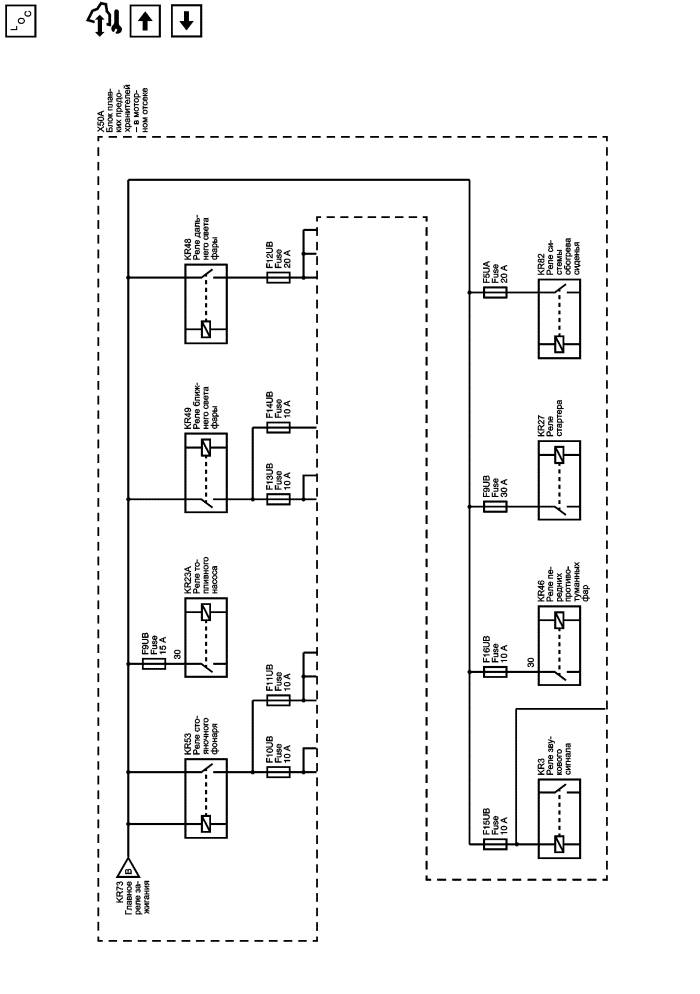 LOC
X50A
Блок плав-
ких предо-
хранителей
– в мотор-
ном отсеке
KR48
Реле даль-
него света
фары
F12UB
Fuse
20 A
F5UA
Fuse
20 A
KR82
Реле си-
стемы
обогрева
сиденья
KR49
Реле ближ-
него света
фары
F14UB
Fuse
10 A
F13UB
Fuse
10 A
F9UB
Fuse
30 A
KR27
Реле
стартера
F9UB
Fuse
15 A
30
KR23A
Реле то-
пливного
насоса
F11UB
Fuse
10 A
F16UB
Fuse
10 A
30
KR46
Реле пе-
редних
противо-
туманных
фар
KR53
Реле сто-
яночного
фонаря
F10UB
Fuse
10 A
F15UB
Fuse
10 A
KR3
Реле зву-
кового
сигнала
B
KR73
Главное
реле за-
жигания